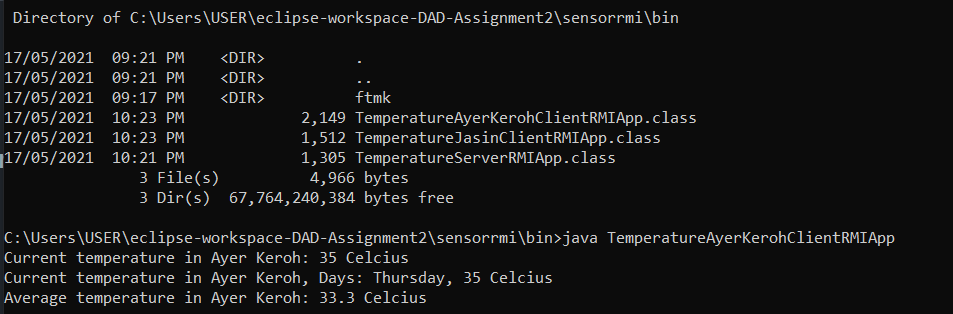 Directory of C:\Users\USER\eclipse-workspace-DAD-Assignment2\sensorrmi\bin
17/05/2021 09:21 PM <DIR> .
17/05/2021 09:21 PM <DIR> ..
17/05/2021 09:17 PM <DIR> ftmk
17/05/2021 10:23 PM 2,149 TemperatureAyerKerohClientRMIApp.class
17/05/2021 10:23 PM 1,512 TemperatureJasinClientRMIApp.class
17/05/2021 10:21 PM 1,305 TemperatureServerRMIApp.class
3 File(s) 4,966 bytes
3 Dir(s) 67,764,240,384 bytes free
C:\Users\USER\eclipse-workspace-DAD-Assignment2\sensorrmi\bin>java TemperatureAyerKerohClientRMIApp
Current temperature in Ayer Keroh: 35 Celcius
Current temperature in Ayer Keroh, Days: Thursday, 35 Celcius
Average temperature in Ayer Keroh: 33.3 Celcius